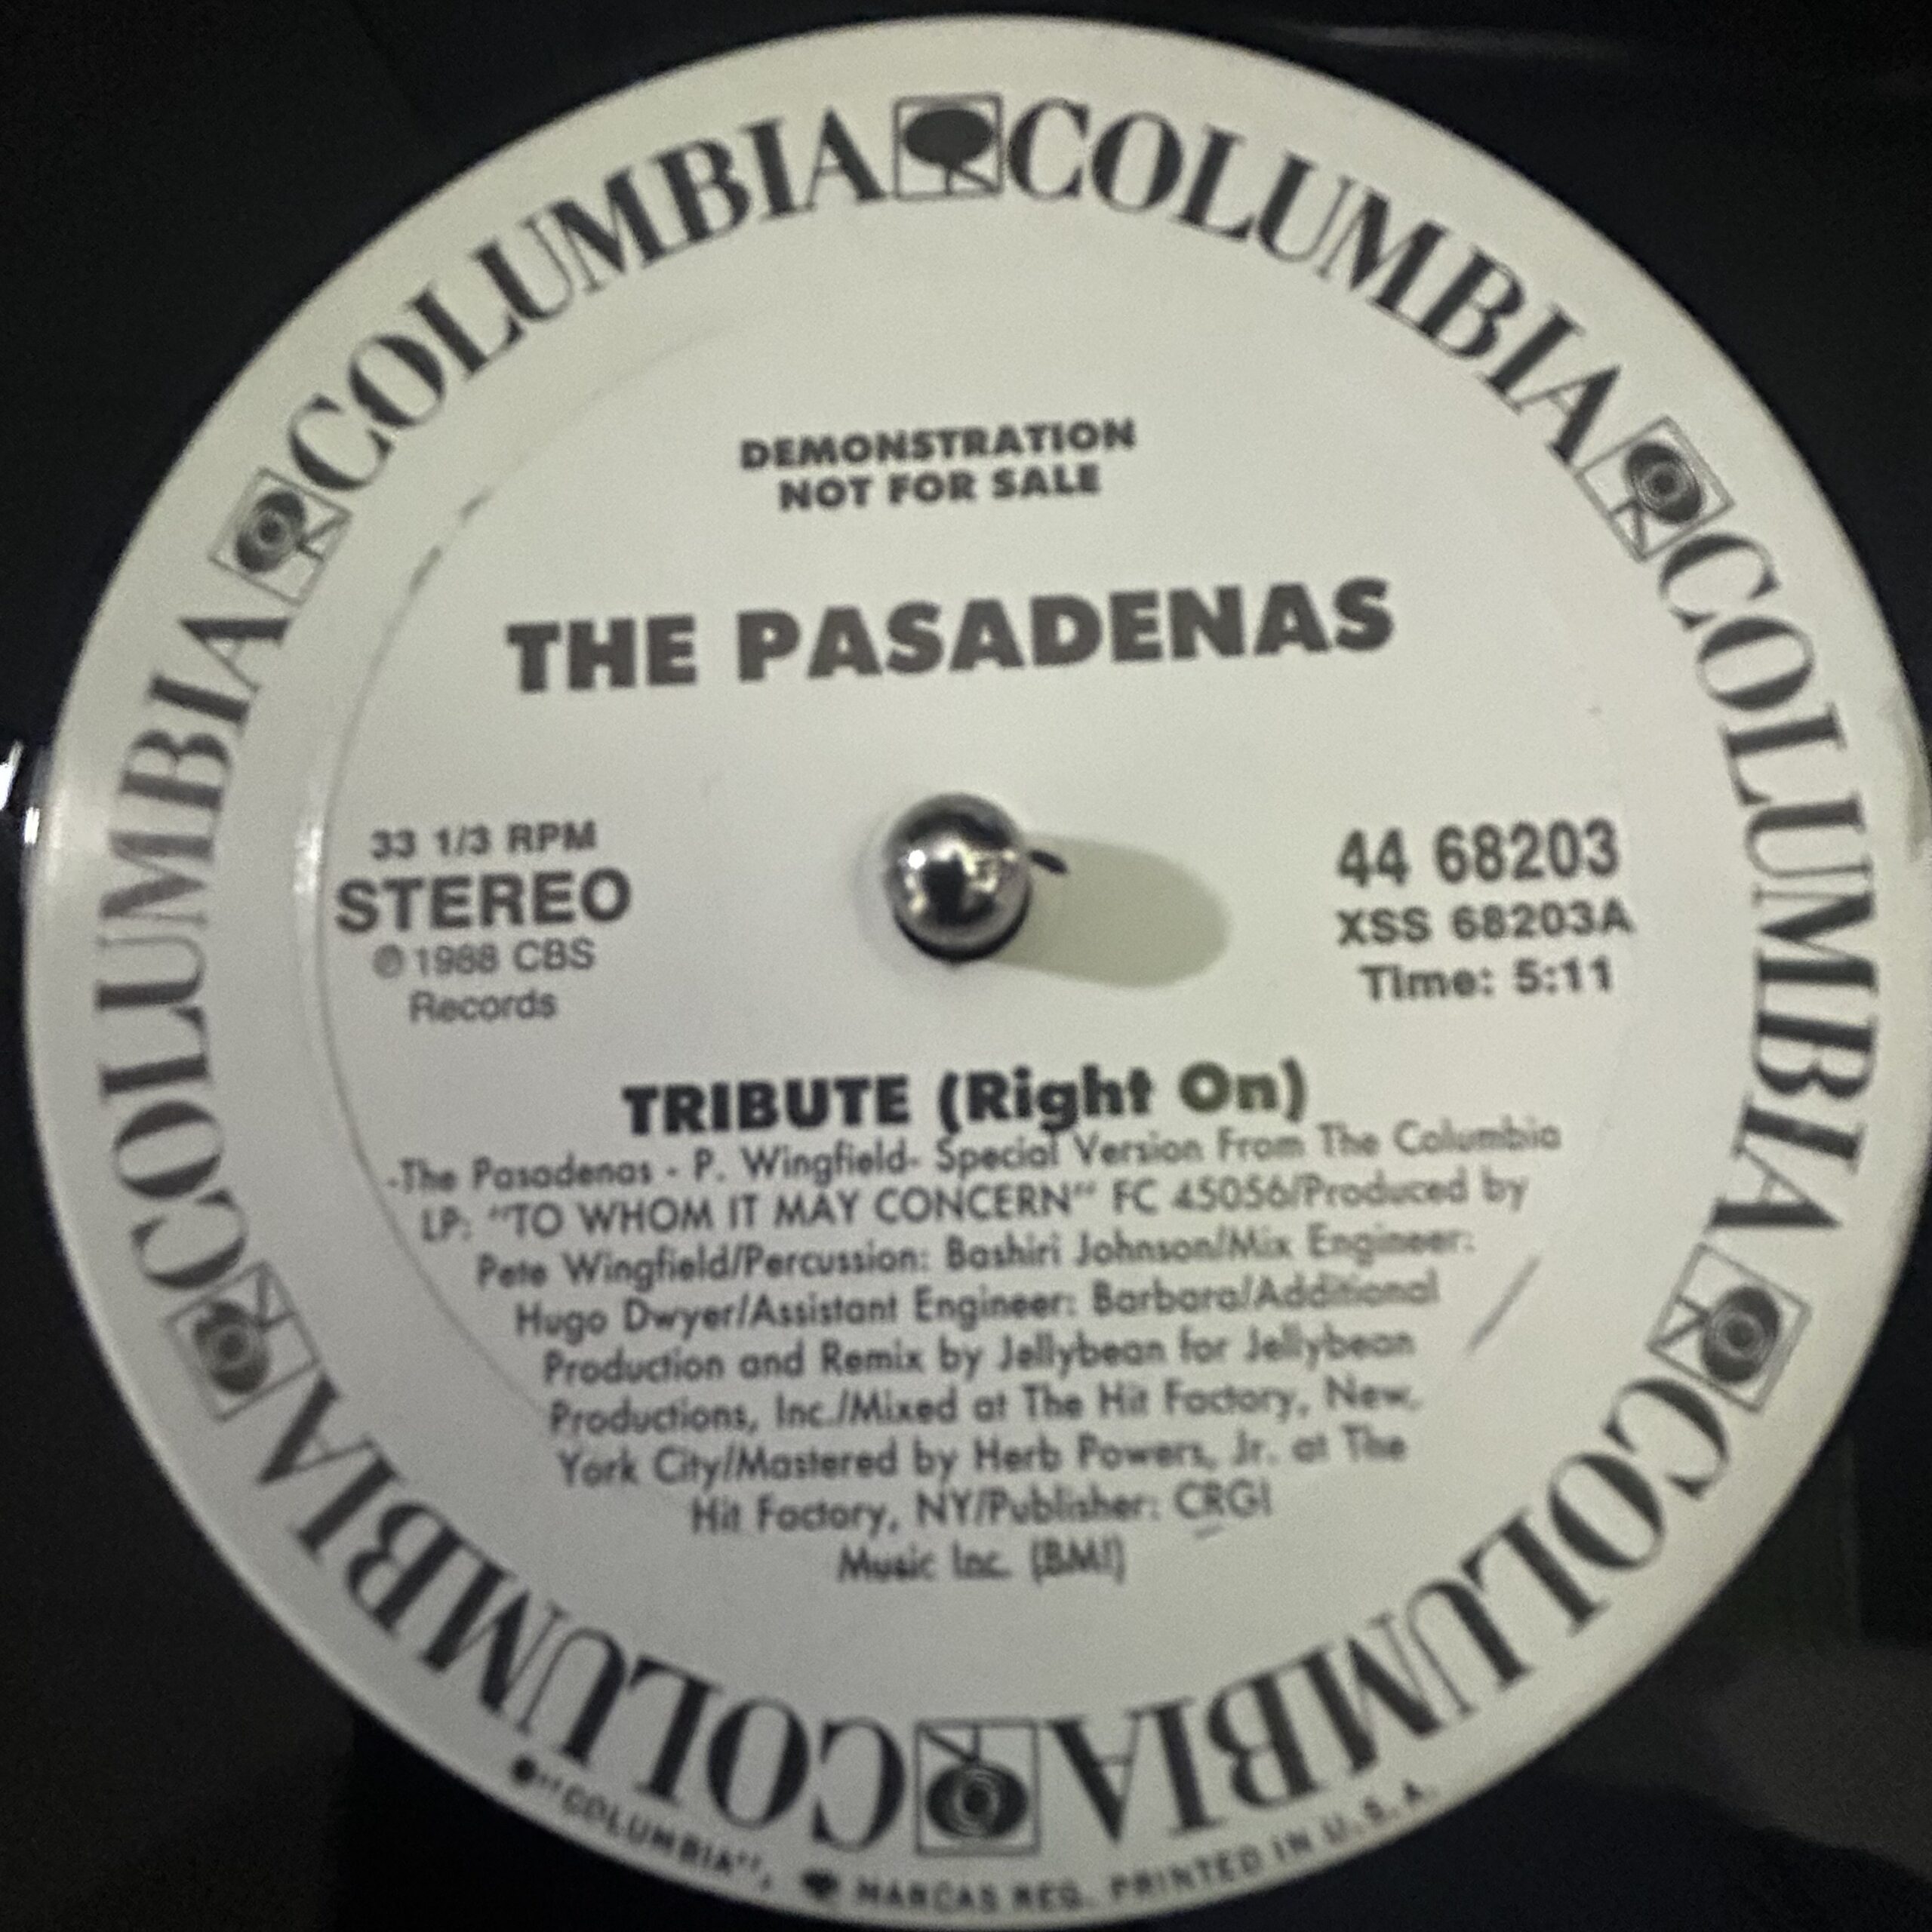 COLUMBIA COLUMBIA COLUMBIA COLUMBIA COLUMBIA COLUMBIA
DEMONSTRATION
NOT FOR SALE
THE PASADENAS
33 1/3 RPM
STEREO
℗ 1988 CBS
Records
44 68203
XSS 68203A
Time: 5:11
TRIBUTE (Right On)
-The Pasadenas - P. Wingfield- Special Version From The Columbia
LP: "TO WHOM IT MAY CONCERN" FC 45056/Produced by
Pete Wingfield/Percussion: Bashiri Johnson/Mix Engineer:
Hugo Dwyer/Assistant Engineer: Barbara/Additional
Production and Remix by Jellybean for Jellybean
Productions, Inc./Mixed at The Hit Factory, New
York City/Mastered by Herb Powers, Jr. at The
Hit Factory, NY/Publisher: CRGI
Music Inc. (BMI)
"COLUMBIA", MARCAS REG. PRINTED IN U.S.A.